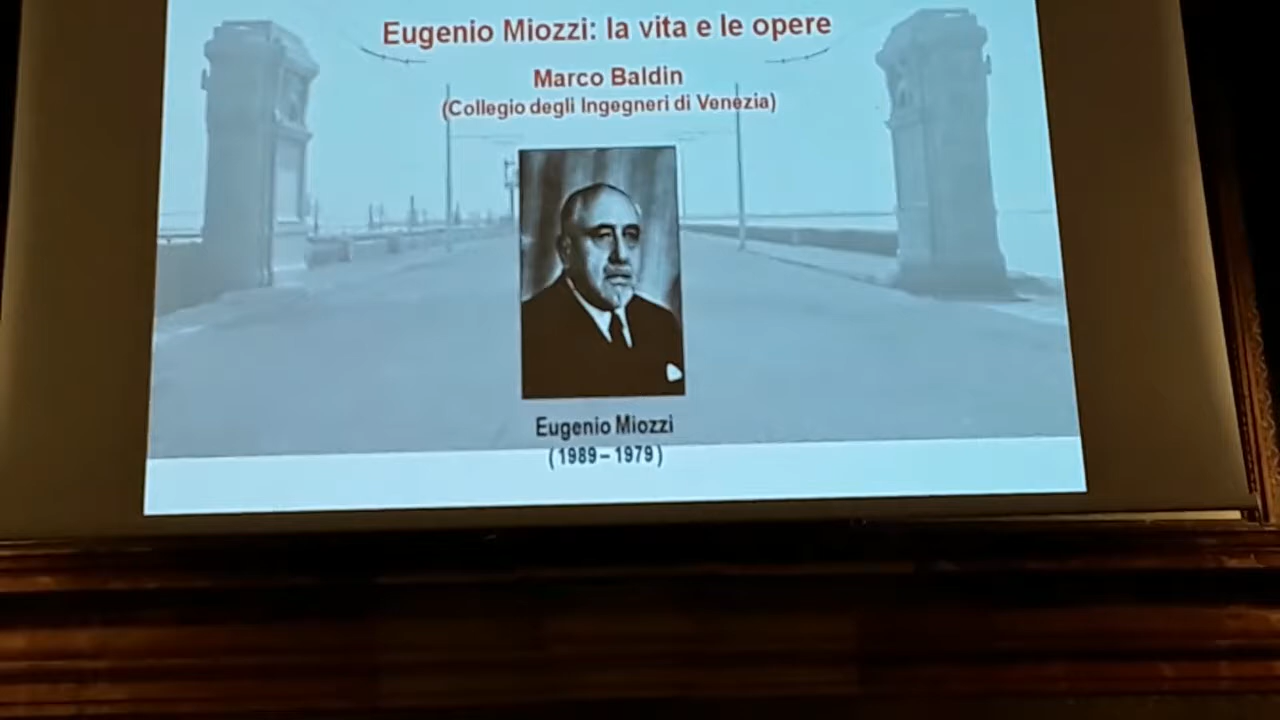 Eugenio Miozzi: la vita e le opere
Marco Baldin
(Collegio degli Ingegneri di Venezia)
Eugenio Miozzi
(1989–1979)